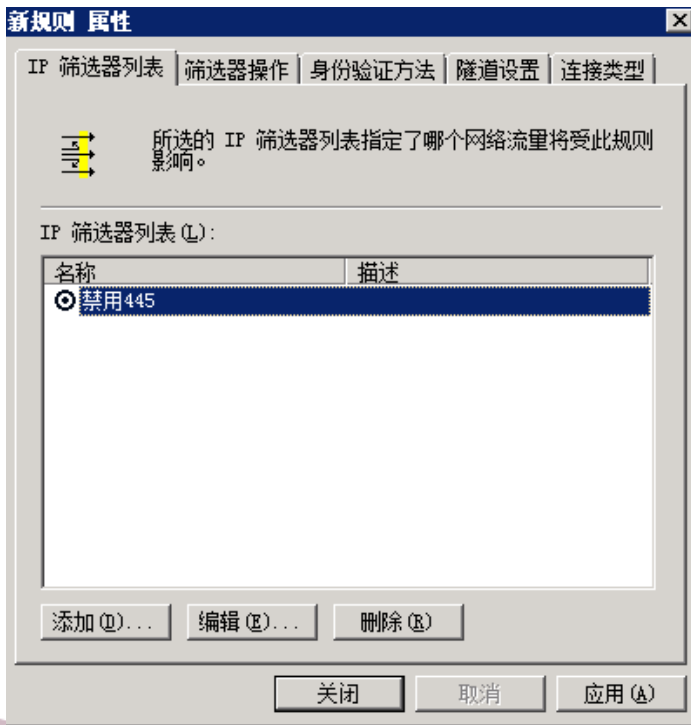 新规则 属性
IP 筛选器列表 筛选器操作 身份验证方法 隧道设置 连接类型
所选的 IP 筛选器列表指定了哪个网络流量将受此规则
影响。
IP 筛选器列表(L):
名称 描述
禁用445
添加(D)... 编辑(E)... 删除(R)
关闭 取消 应用(A)